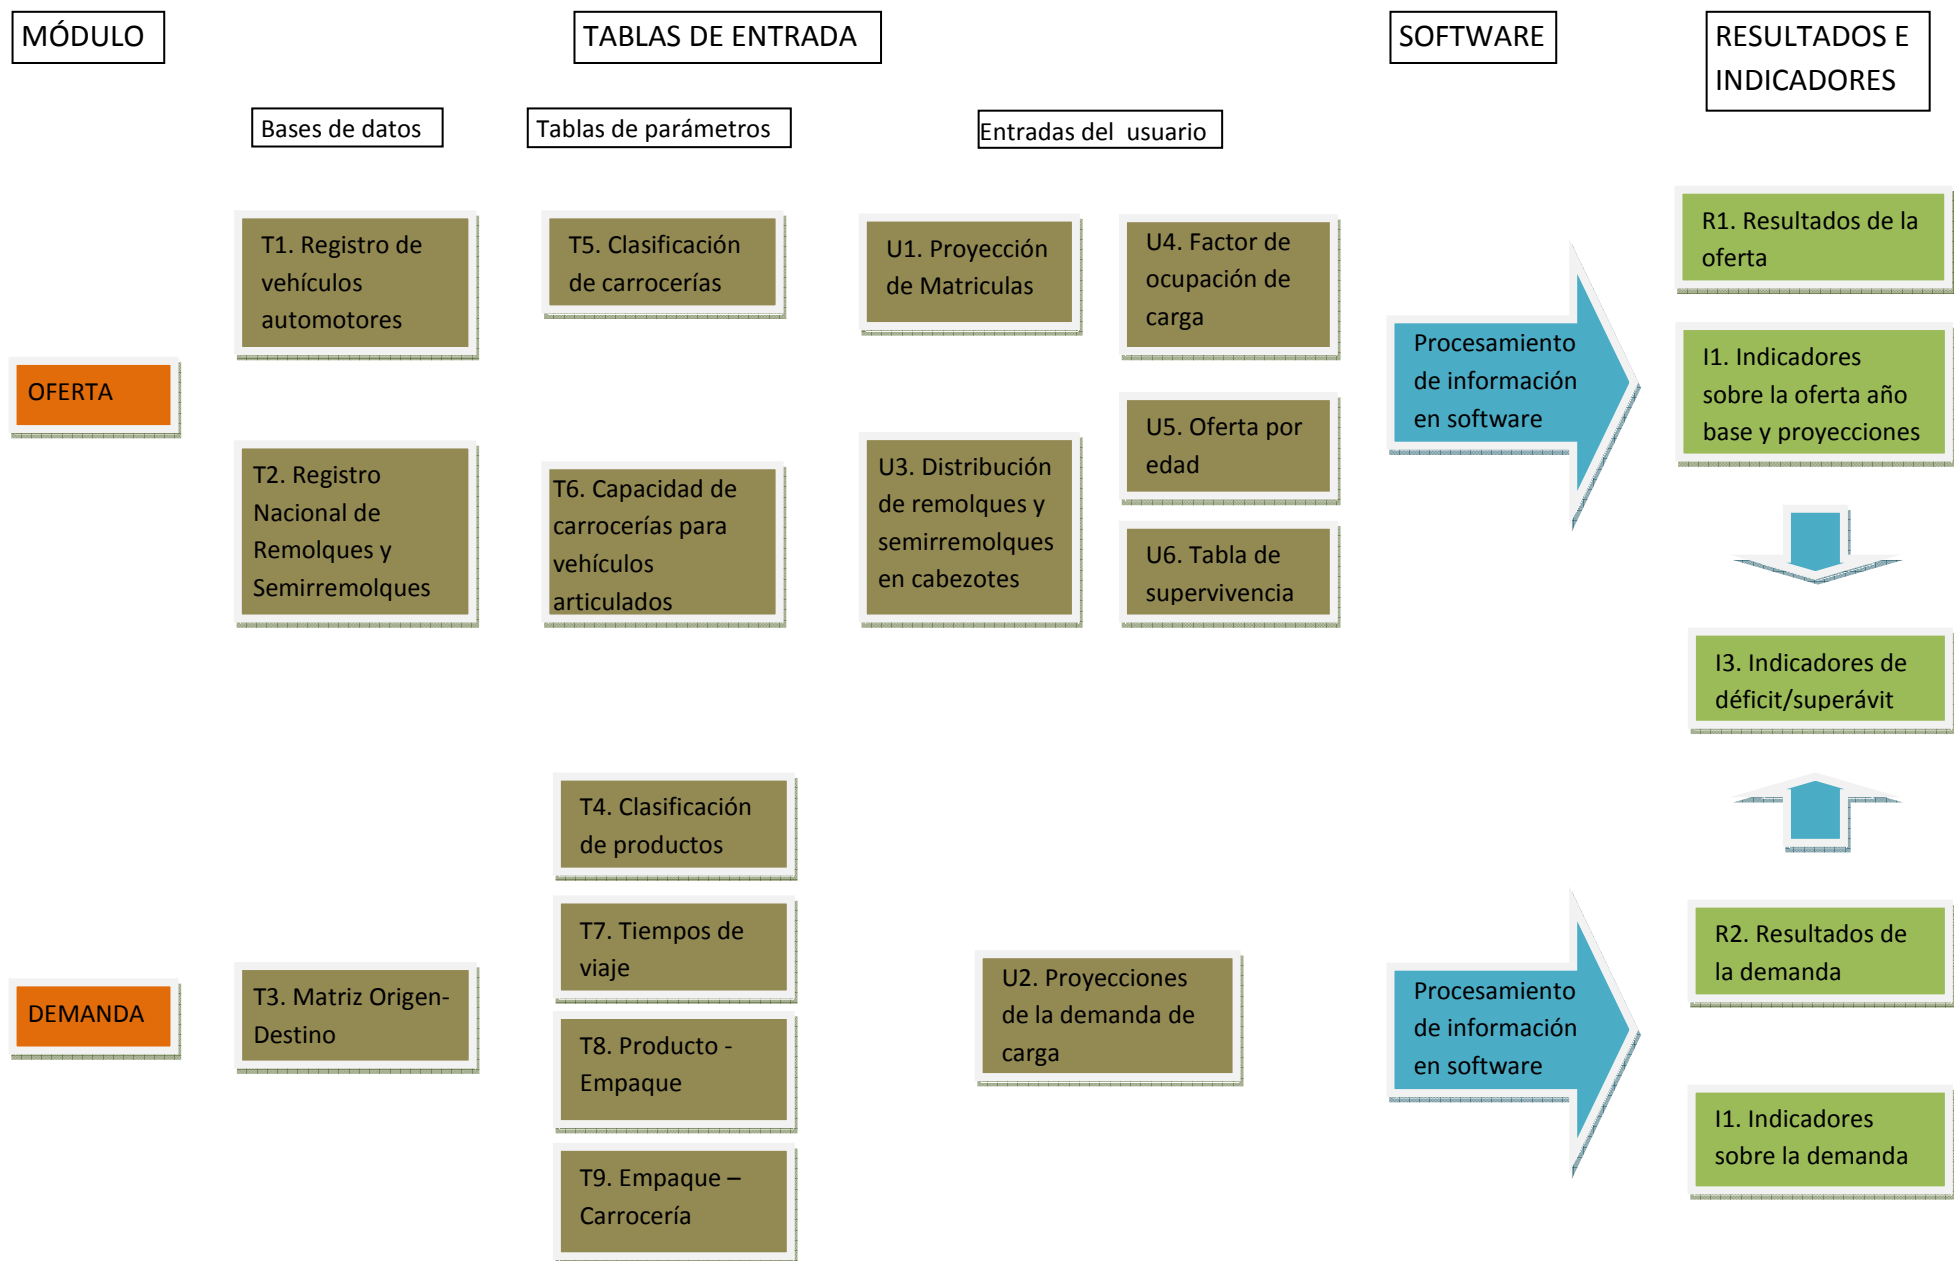 MÓDULO
TABLAS DE ENTRADA
SOFTWARE
RESULTADOS E
INDICADORES
Bases de datos
Tablas de parámetros
Entradas del usuario
OFERTA
T1. Registro de
vehículos
automotores
T2. Registro
Nacional de
Remolques y
Semirremolques
T5. Clasificación
de carrocerías
T6. Capacidad de
carrocerías para
vehículos
articulados
U1. Proyección
de Matriculas
U3. Distribución
de remolques y
semirremolques
en cabezotes
U4. Factor de
ocupación de
carga
U5. Oferta por
edad
U6. Tabla de
supervivencia
Procesamiento
de información
en software
R1. Resultados de la
oferta
I1. Indicadores
sobre la oferta año
base y proyecciones
I3. Indicadores de
déficit/superávit
DEMANDA
T3. Matriz Origen-
Destino
T4. Clasificación
de productos
T7. Tiempos de
viaje
T8. Producto -
Empaque
T9. Empaque –
Carrocería
U2. Proyecciones
de la demanda de
carga
Procesamiento
de información
en software
R2. Resultados de
la demanda
I1. Indicadores
sobre la demanda